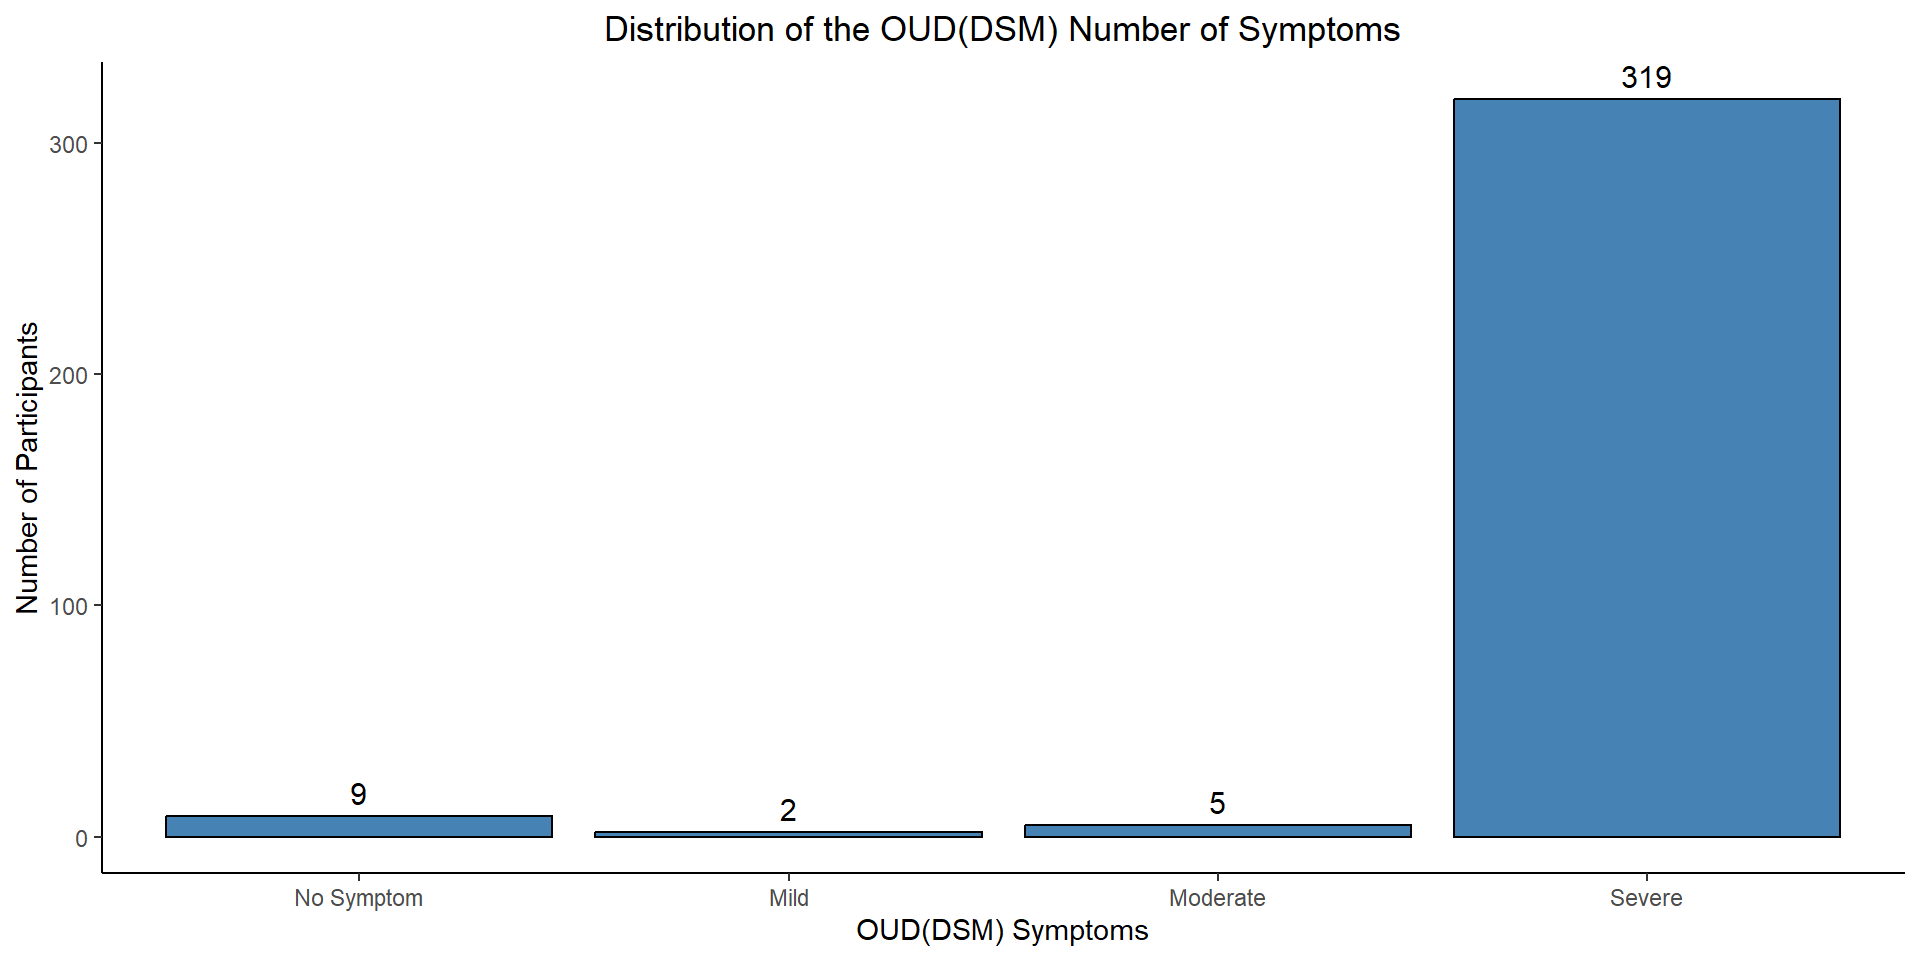 Distribution of the OUD(DSM) Number of Symptoms
Number of Participants
300
200
100
0
9
2
5
319
No Symptom
Mild
Moderate
Severe
OUD(DSM) Symptoms